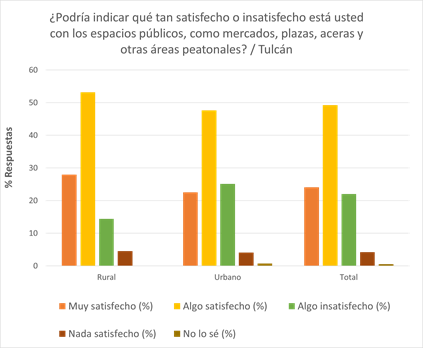 ¿Podría indicar qué tan satisfecho o insatisfecho está usted
con los espacios públicos, como mercados, plazas, aceras y
otras áreas peatonales? / Tulcán
60
50
40
30
20
10
0
% Respuestas
Rural Urbano Total
Muy satisfecho (%) Algo satisfecho (%) Algo insatisfecho (%)
Nada satisfecho (%) No lo sé (%)